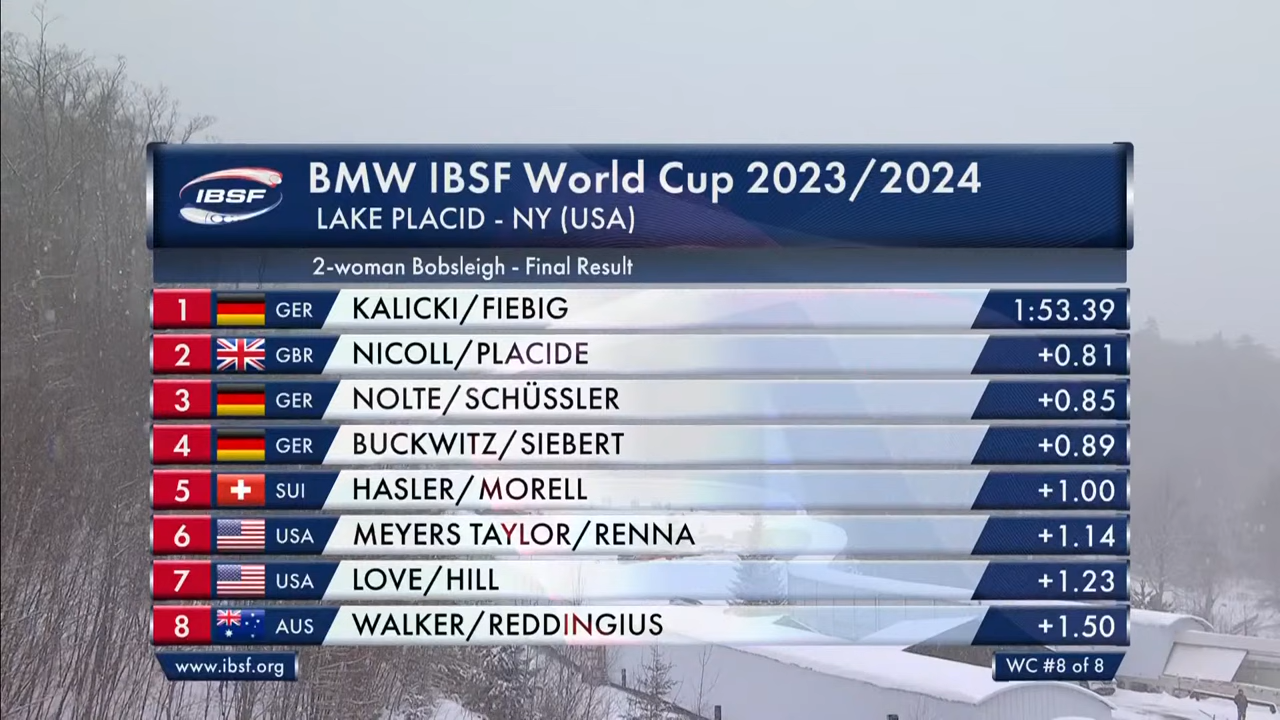 IBSF
BMW IBSF World Cup 2023/2024
LAKE PLACID - NY (USA)
2-woman Bobsleigh - Final Result
1 GER KALICKI/FIEBIG 1:53.39
2 GBR NICOLL/PLACIDE +0.81
3 GER NOLTE/SCHÜSSLER +0.85
4 GER BUCKWITZ/SIEBERT +0.89
5 SUI HASLER/MORELL +1.00
6 USA MEYERS TAYLOR/RENNA +1.14
7 USA LOVE/HILL +1.23
8 AUS WALKER/REDDINGIUS +1.50
www.ibsf.org WC #8 of 8